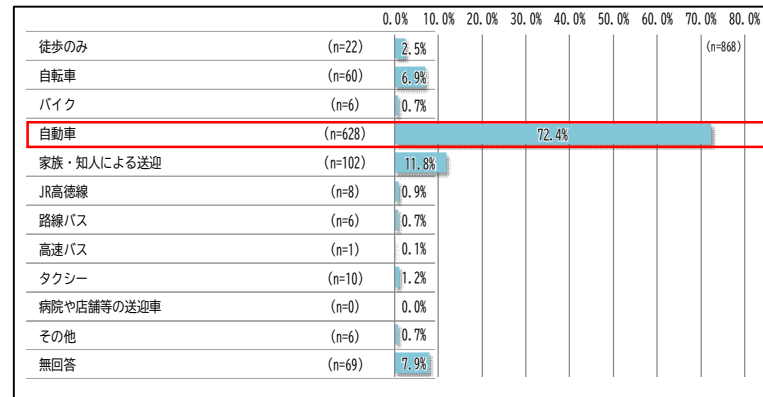 0.0% 10.0% 20.0% 30.0% 40.0% 50.0% 60.0% 70.0% 80.0%
(n=868)
徒歩のみ (n=22) 2.5%
自転車 (n=60) 6.9%
バイク (n=6) 0.7%
自動車 (n=628) 72.4%
家族・知人による送迎 (n=102) 11.8%
JR高徳線 (n=8) 0.9%
路線バス (n=6) 0.7%
高速バス (n=1) 0.1%
タクシー (n=10) 1.2%
病院や店舗等の送迎車 (n=0) 0.0%
その他 (n=6) 0.7%
無回答 (n=69) 7.9%